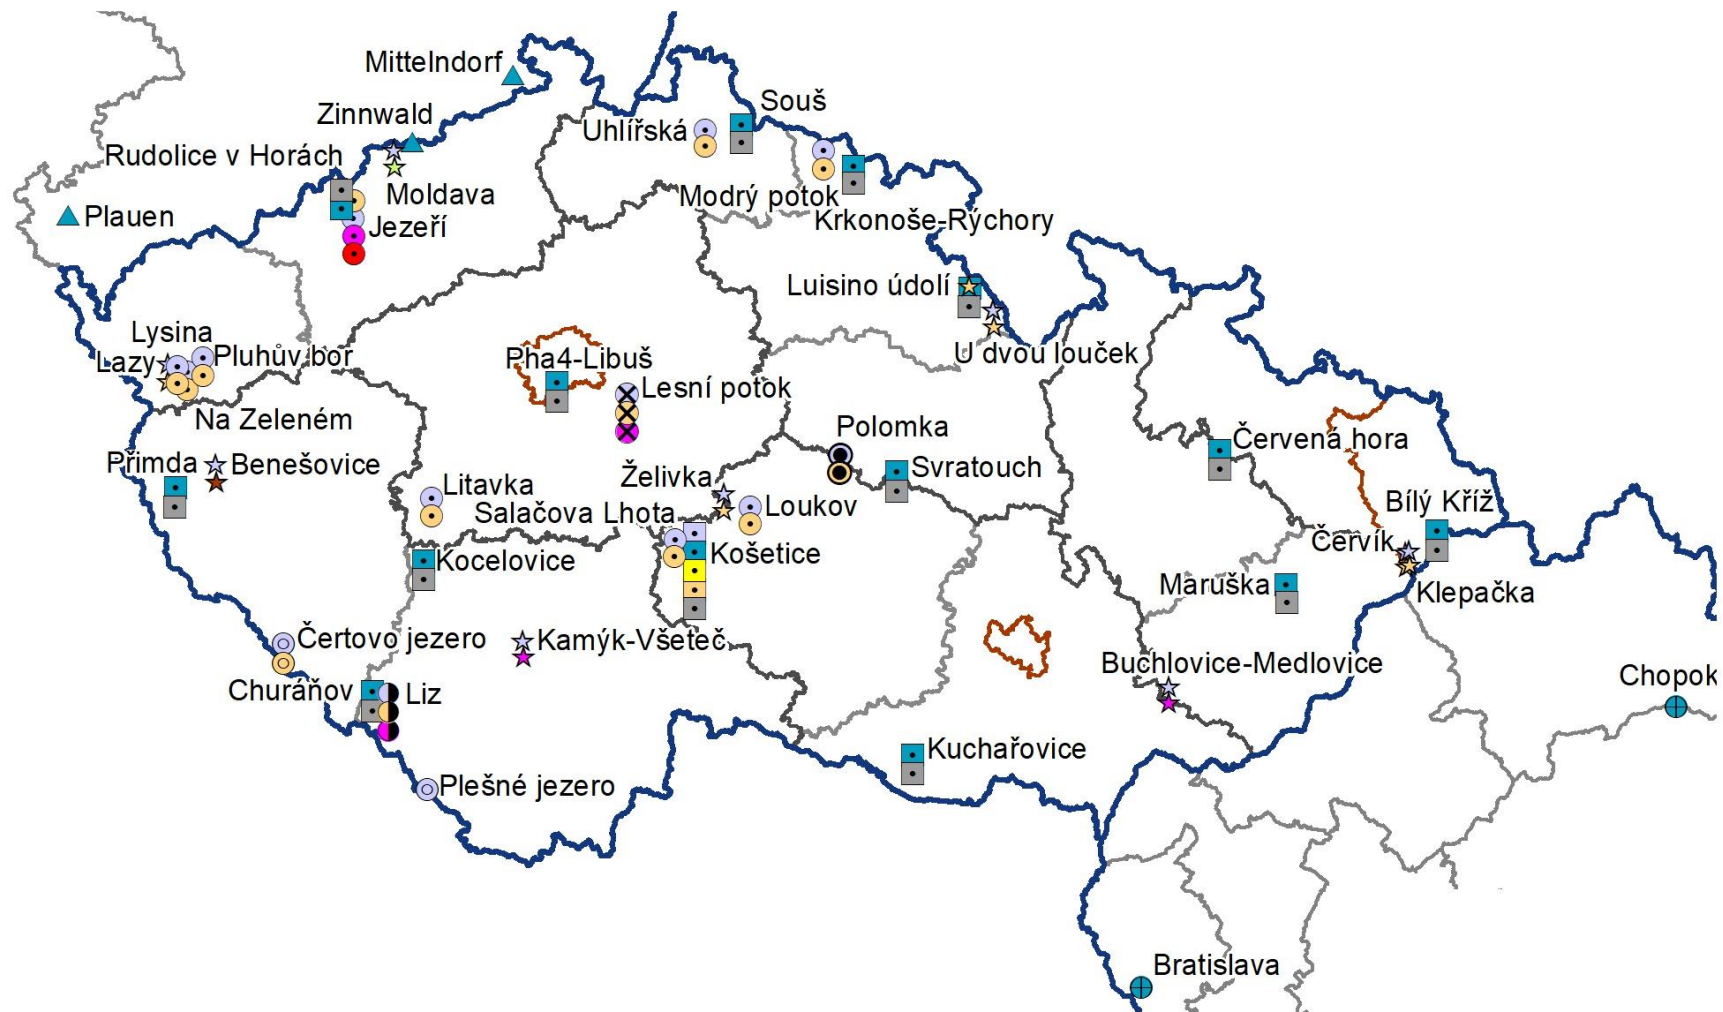 Mittelndorf
Souš
Zinnwald
Uhlířská
Rudolice v Horách
Moldava
Modrý potok
Plauen
Jezeří
Krkonoše-Rýchory
Luisino údolí
Lysina
Lazy
Pluhův bor
Pha4-Libuš
U dvou louček
Lesní potok
Na Zeleném
Polomka
Červená hora
Přimda
Benešovice
Želivka
Svratouch
Litavka
Salačova Lhota
Loukov
Bílý Kříž
Červík
Kocelovice
Košetice
Maruška
Klepačka
Čertovo jezero
Kamýk-Všeteč
Buchlovice-Medlovice
Churáňov
Liz
Chopok
Kuchařovice
Plešné jezero
Bratislava